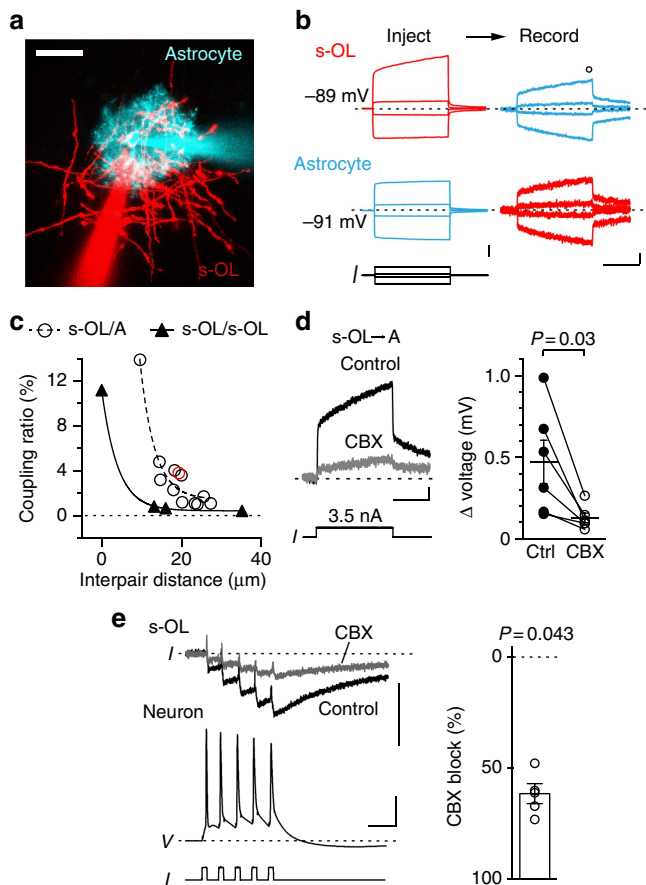 a
Astrocyte
s-OL
b
Inject → Record
s-OL
−89 mV
Astrocyte
−91 mV
I
c
s-OL/A s-OL/s-OL
Coupling ratio (%)
12
8
4
0
0 20 40
Interpair distance (μm)
d
s-OL→A
Control
CBX
I
3.5 nA
P = 0.03
Δ voltage (mV)
1.0
0.5
0
Ctrl CBX
e
s-OL
I
CBX
Control
Neuron
V
I
P = 0.043
CBX block (%)
0
50
100